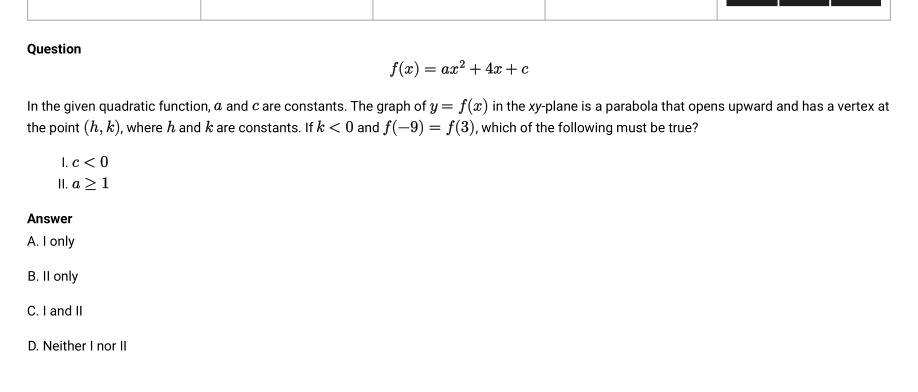 Question
f(x) = ax² + 4x + c
In the given quadratic function, a and c are constants. The graph of y = f(x) in the xy-plane is a parabola that opens upward and has a vertex at
the point (h, k), where h and k are constants. If k < 0 and f(−9) = f(3), which of the following must be true?
I. c < 0
II. a ≥ 1
Answer
A. I only
B. II only
C. I and II
D. Neither I nor II